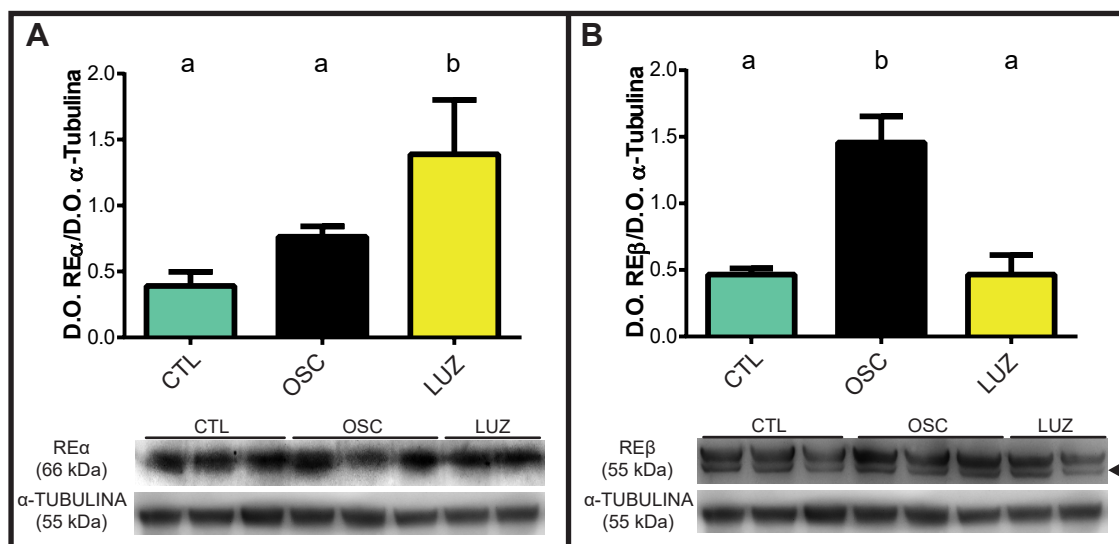 A
a a b
D.O. REα/D.O. α-Tubulina
2.0
1.5
1.0
0.5
0.0
CTL OSC LUZ
CTL OSC LUZ
REα
(66 kDa)
α-TUBULINA
(55 kDa)
B
a b a
D.O. REβ/D.O. α-Tubulina
2.0
1.5
1.0
0.5
0.0
CTL OSC LUZ
CTL OSC LUZ
REβ
(55 kDa)
α-TUBULINA
(55 kDa)